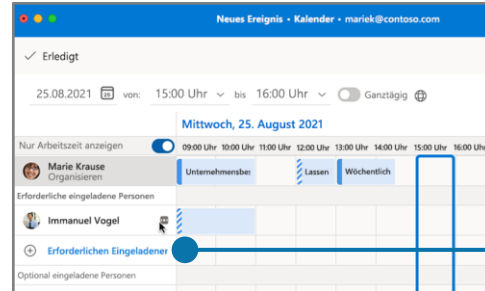 Neues Ereignis • Kalender • mariek@contoso.com
Erledigt
25.08.2021 von: 15:00 Uhr bis 16:00 Uhr Ganztägig
Mittwoch, 25. August 2021
Nur Arbeitszeit anzeigen 09:00 Uhr 10:00 Uhr 11:00 Uhr 12:00 Uhr 13:00 Uhr 14:00 Uhr 15:00 Uhr 16:00 Uhr
Marie Krause Unternehmensbe Lassen Wöchentlich
Organisieren
Erforderliche eingeladene Personen
Immanuel Vogel
Erforderlichen Eingeladenen
Optional eingeladene Personen